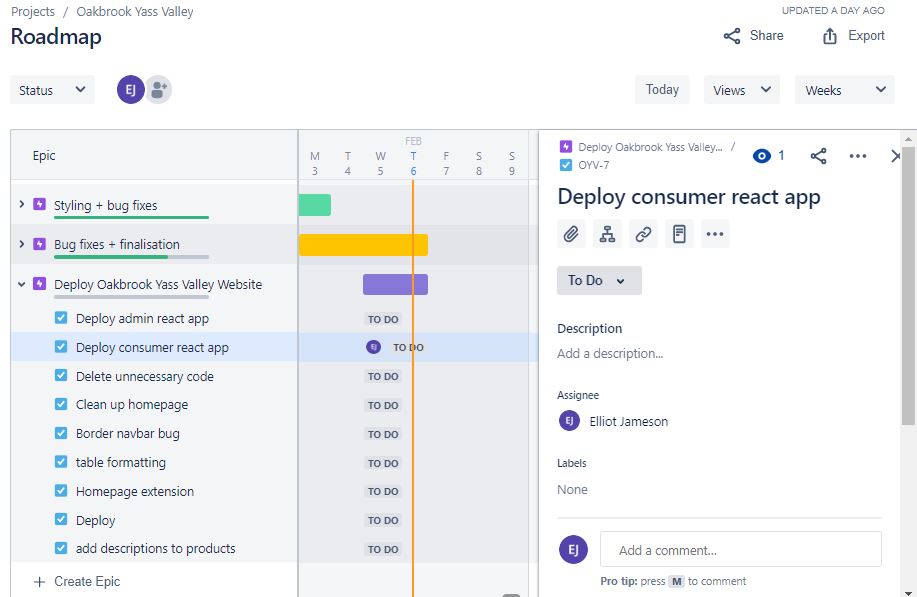 Projects / Oakbrook Yass Valley
UPDATED A DAY AGO
Roadmap
Share
Export
Status
EJ
Today
Views
Weeks
Epic
FEB
M T W T F S S
3 4 5 6 7 8 9
Styling + bug fixes
Bug fixes + finalisation
Deploy Oakbrook Yass Valley Website
Deploy admin react app TO DO
Deploy consumer react app EJ TO DO
Delete unnecessary code TO DO
Clean up homepage TO DO
Border navbar bug TO DO
table formatting TO DO
Homepage extension TO DO
Deploy TO DO
add descriptions to products TO DO
+ Create Epic
Deploy Oakbrook Yass Valley... /
OYV-7
1
Deploy consumer react app
To Do
Description
Add a description...
Assignee
EJ Elliot Jameson
Labels
None
EJ Add a comment...
Pro tip: press M to comment